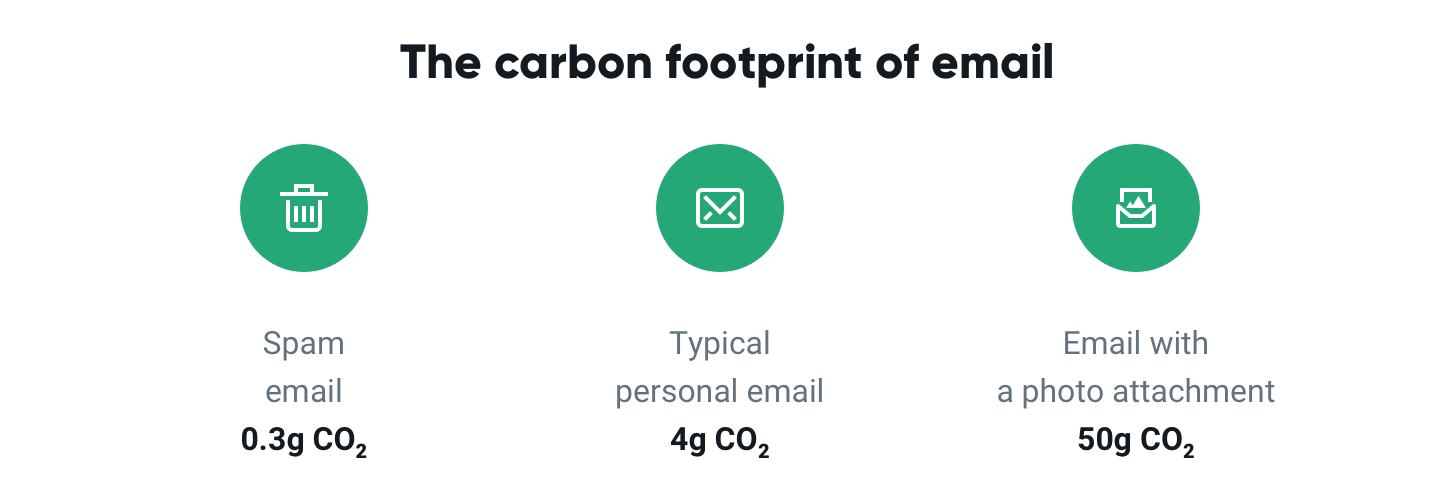 The carbon footprint of email
Spam
email
0.3g CO₂
Typical
personal email
4g CO₂
Email with
a photo attachment
50g CO₂